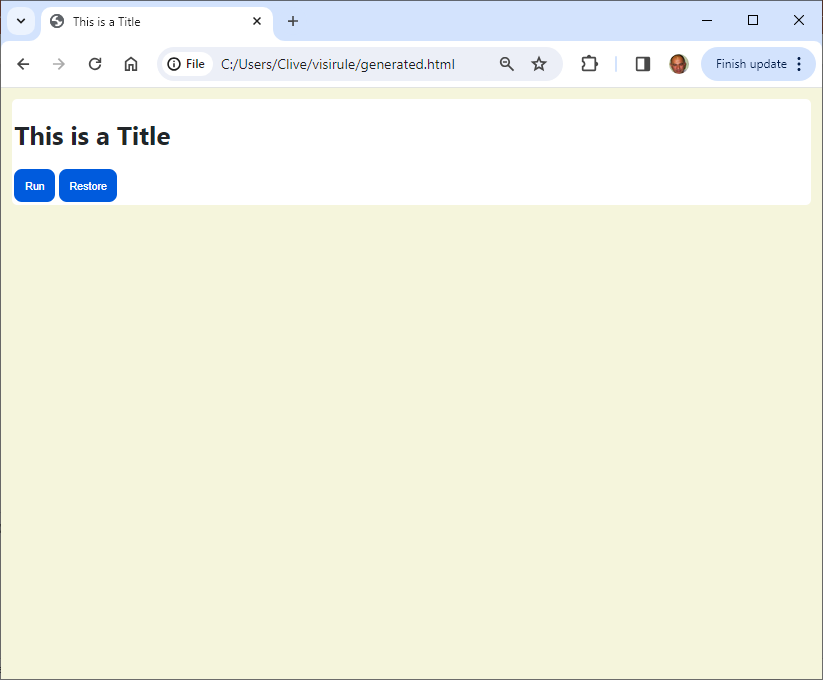 This is a Title
File C:/Users/Clive/visirule/generated.html Finish update
This is a Title
Run Restore